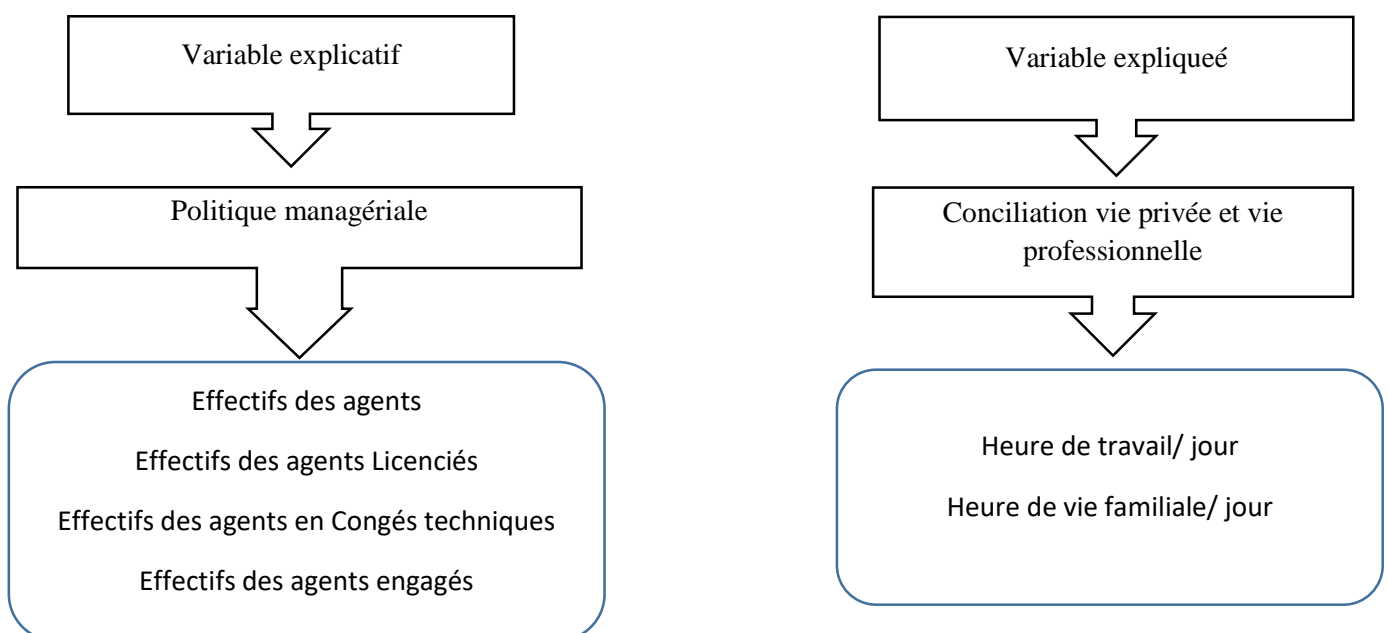 Variable explicatif
Politique managériale
Effectifs des agents
Effectifs des agents Licenciés
Effectifs des agents en Congés techniques
Effectifs des agents engagés
Variable expliqueé
Conciliation vie privée et vie
professionnelle
Heure de travail/ jour
Heure de vie familiale/ jour